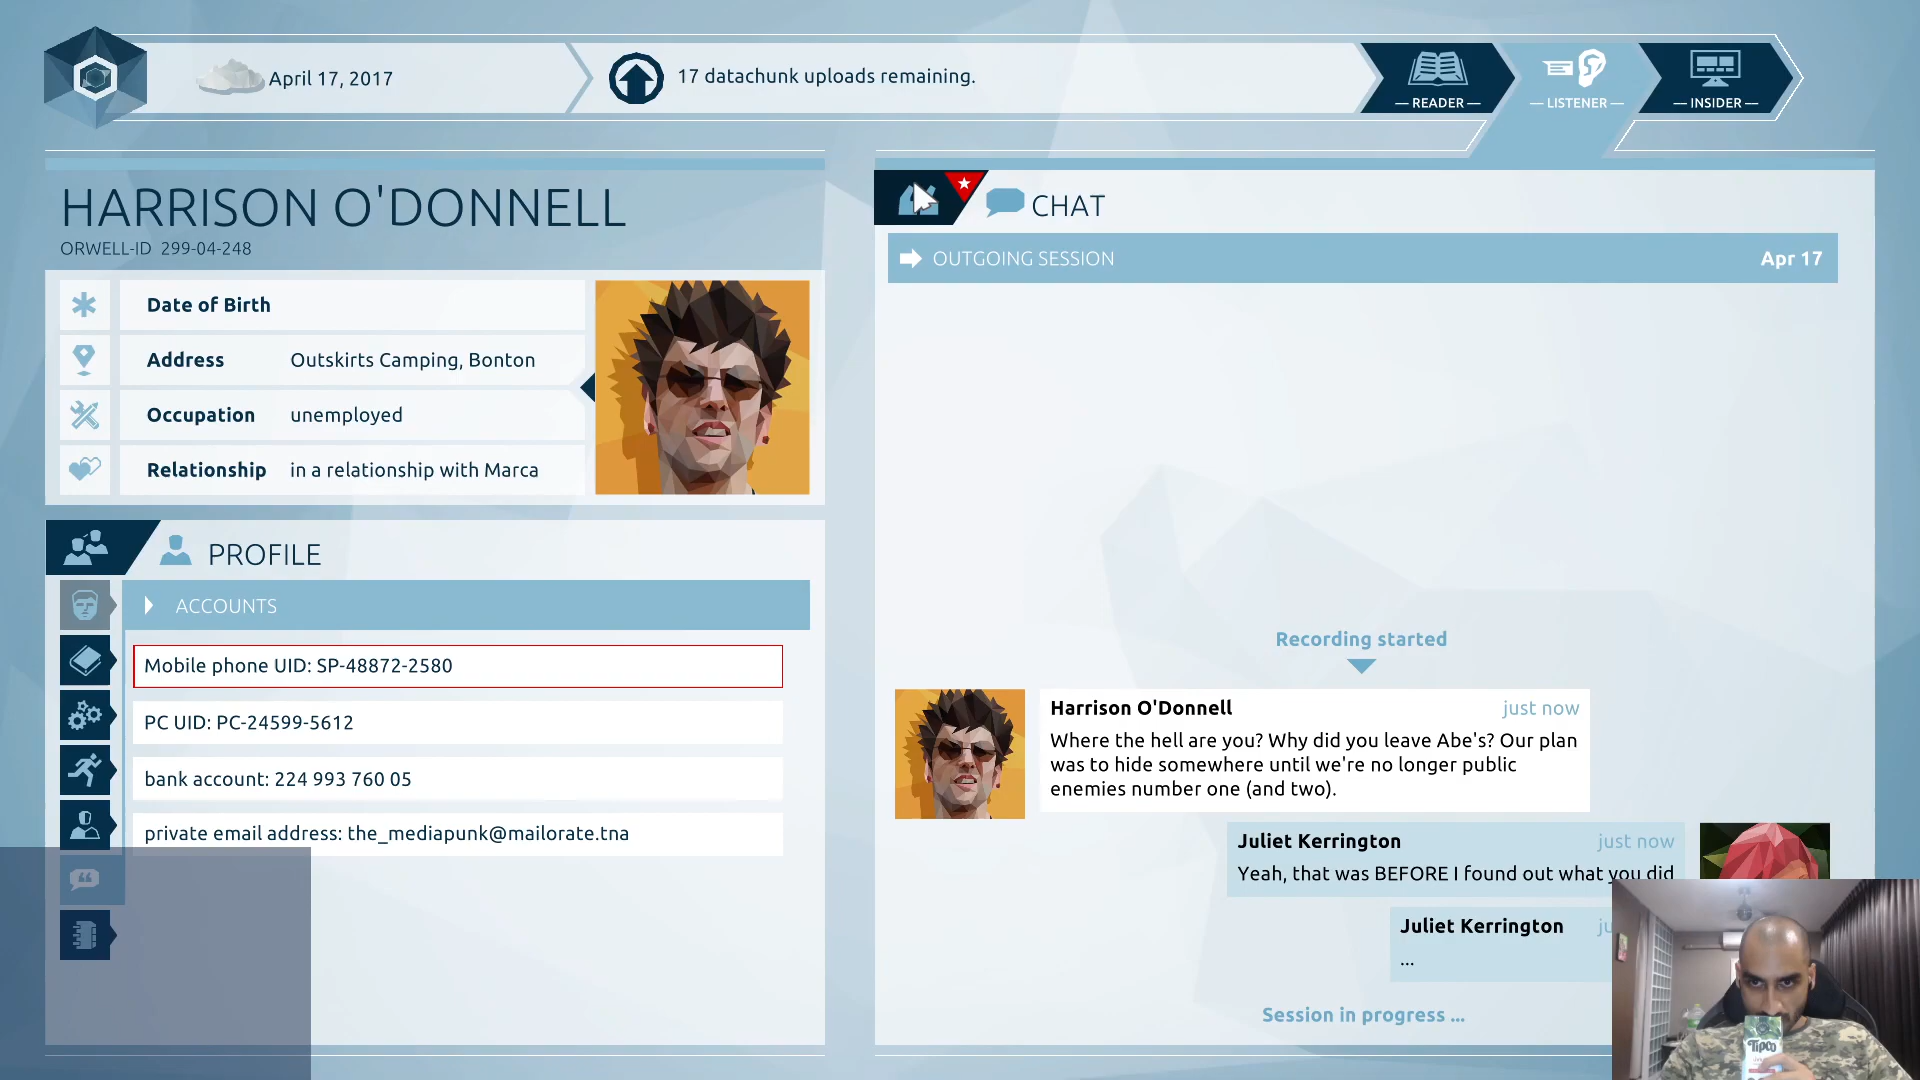 April 17, 2017
17 datachunk uploads remaining.
— READER —
— LISTENER —
— INSIDER —
HARRISON O'DONNELL
ORWELL-ID 299-04-248
Date of Birth
Address Outskirts Camping, Bonton
Occupation unemployed
Relationship in a relationship with Marca
PROFILE
ACCOUNTS
Mobile phone UID: SP-48872-2580
PC UID: PC-24599-5612
bank account: 224 993 760 05
private email address: the_mediapunk@mailorate.tna
CHAT
OUTGOING SESSION Apr 17
Recording started
Harrison O'Donnell just now
Where the hell are you? Why did you leave Abe's? Our plan
was to hide somewhere until we're no longer public
enemies number one (and two).
Juliet Kerrington just now
Yeah, that was BEFORE I found out what you did
Juliet Kerrington
...
Session in progress ...
Tipco